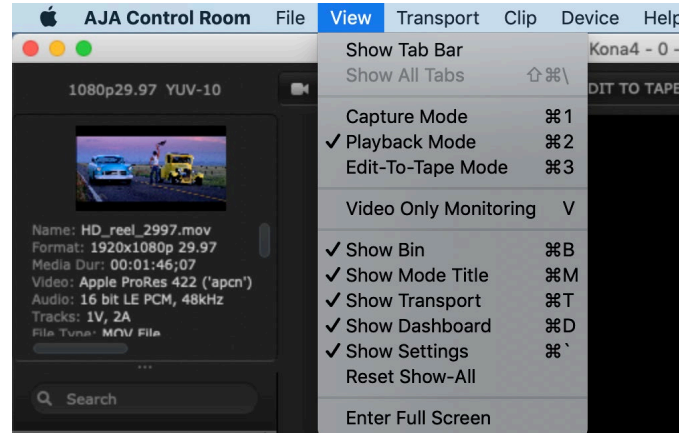 AJA Control Room File View Transport Clip Device Help
Kona4 - 0 -
1080p29.97 YUV-10
DIT TO TAPE
Name: HD_reel_2997.mov
Format: 1920x1080p 29.97
Media Dur: 00:01:46;07
Video: Apple ProRes 422 ('apcn')
Audio: 16 bit LE PCM, 48kHz
Tracks: 1V, 2A
File Type: MOV File
Search
Show Tab Bar
Show All Tabs ⇧⌘\
Capture Mode ⌘1
✓ Playback Mode ⌘2
Edit-To-Tape Mode ⌘3
Video Only Monitoring V
✓ Show Bin ⌘B
✓ Show Mode Title ⌘M
✓ Show Transport ⌘T
✓ Show Dashboard ⌘D
✓ Show Settings ⌘`
Reset Show-All
Enter Full Screen